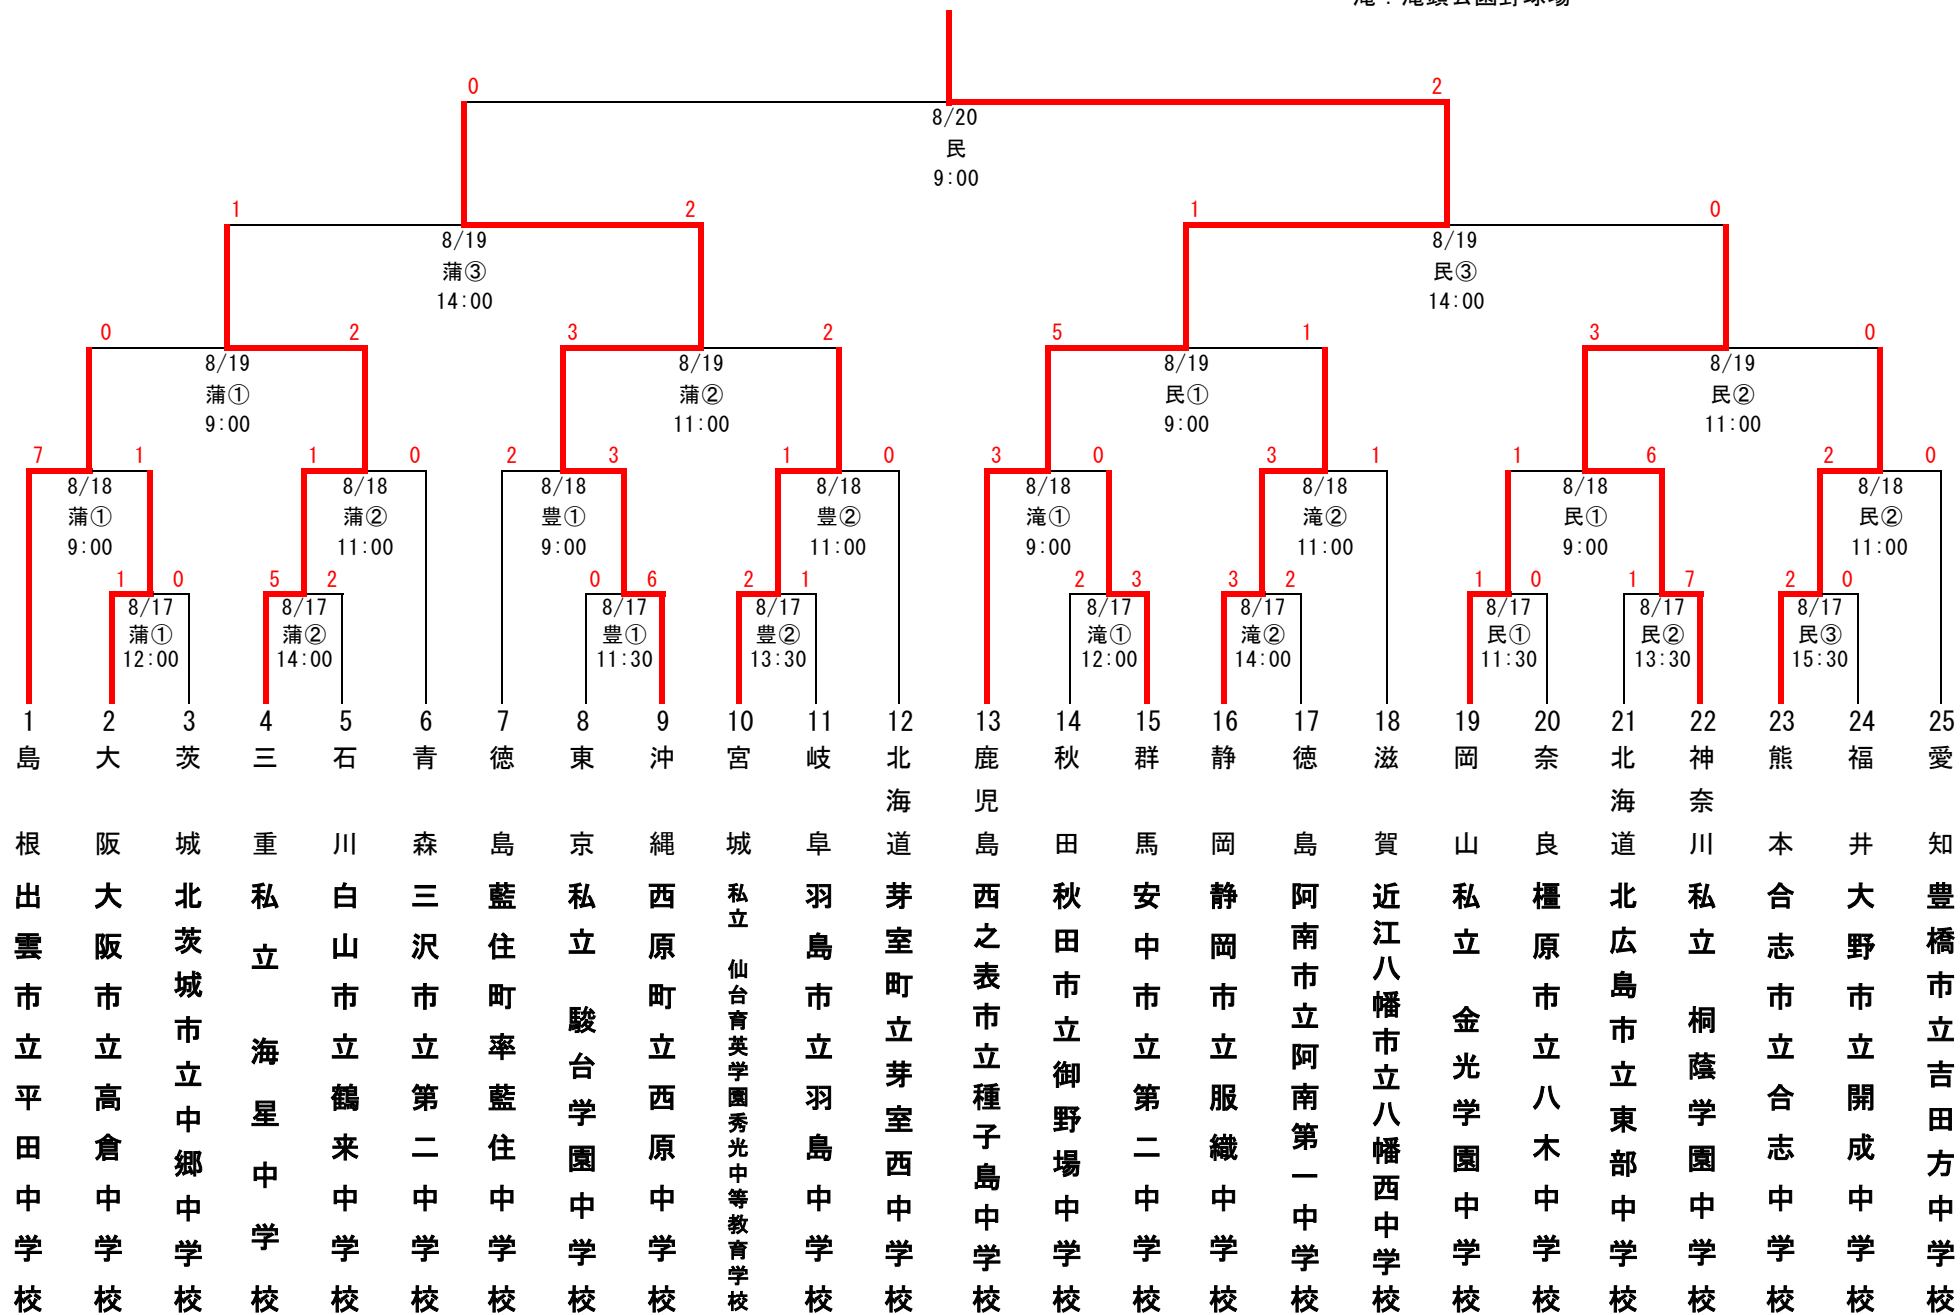 滝：滝頭公園野球場
0 2
8/20
民
9:00
1 2 1 0
8/19 8/19
蒲③ 民③
14:00 14:00
0 2 3 2 5 1 3 0
8/19 8/19 8/19 8/19
蒲① 蒲② 民① 民②
9:00 11:00 9:00 11:00
7 1 1 0 2 3 1 0 3 0 3 1 1 6 2 0
8/18 8/18 8/18 8/18 8/18 8/18 8/18 8/18
蒲① 蒲② 豊① 豊② 滝① 滝② 民① 民②
9:00 11:00 9:00 11:00 9:00 11:00 9:00 11:00
1 0 5 2 0 6 2 1 2 3 3 2 1 0 1 7 2 0
8/17 8/17 8/17 8/17 8/17 8/17 8/17 8/17 8/17
蒲① 蒲② 豊① 豊② 滝① 滝② 民① 民② 民③
12:00 14:00 11:30 13:30 12:00 14:00 11:30 13:30 15:30
1 島根 出雲市立平田中学校
2 大阪 大阪市立高倉中学校
3 茨城 北茨城市立中郷中学校
4 三重 私立 海星中学校
5 石川 白山市立鶴来中学校
6 青森 三沢市立第二中学校
7 徳島 藍住町率藍住中学校
8 東京 私立 駿台学園中学校
9 沖縄 西原町立西原中学校
10 宮城 私立 仙台育英学園秀光中等教育学校
11 岐阜 羽島市立羽島中学校
12 北海道 芽室町立芽室西中学校
13 鹿児島 西之表市立種子島中学校
14 秋田 秋田市立御野場中学校
15 群馬 安中市立第二中学校
16 静岡 静岡市立服織中学校
17 徳島 阿南市立阿南第一中学校
18 滋賀 近江八幡市立八幡西中学校
19 岡山 私立 金光学園中学校
20 奈良 橿原市立八木中学校
21 北海道 北広島市立東部中学校
22 神奈川 私立 桐蔭学園中学校
23 熊本 合志市立合志中学校
24 福井 大野市立開成中学校
25 愛知 豊橋市立吉田方中学校